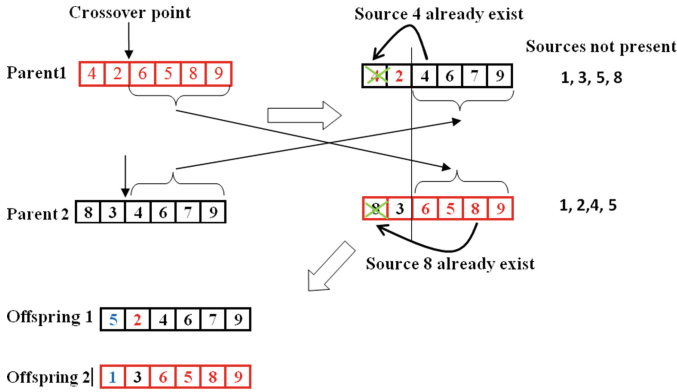 Crossover point
Source 4 already exist
Sources not present
Parent1 4 2 6 5 8 9
4 2 4 6 7 9
1, 3, 5, 8
Parent 2 8 3 4 6 7 9
8 3 6 5 8 9
1, 2,4, 5
Source 8 already exist
Offspring 1 5 2 4 6 7 9
Offspring 2 1 3 6 5 8 9